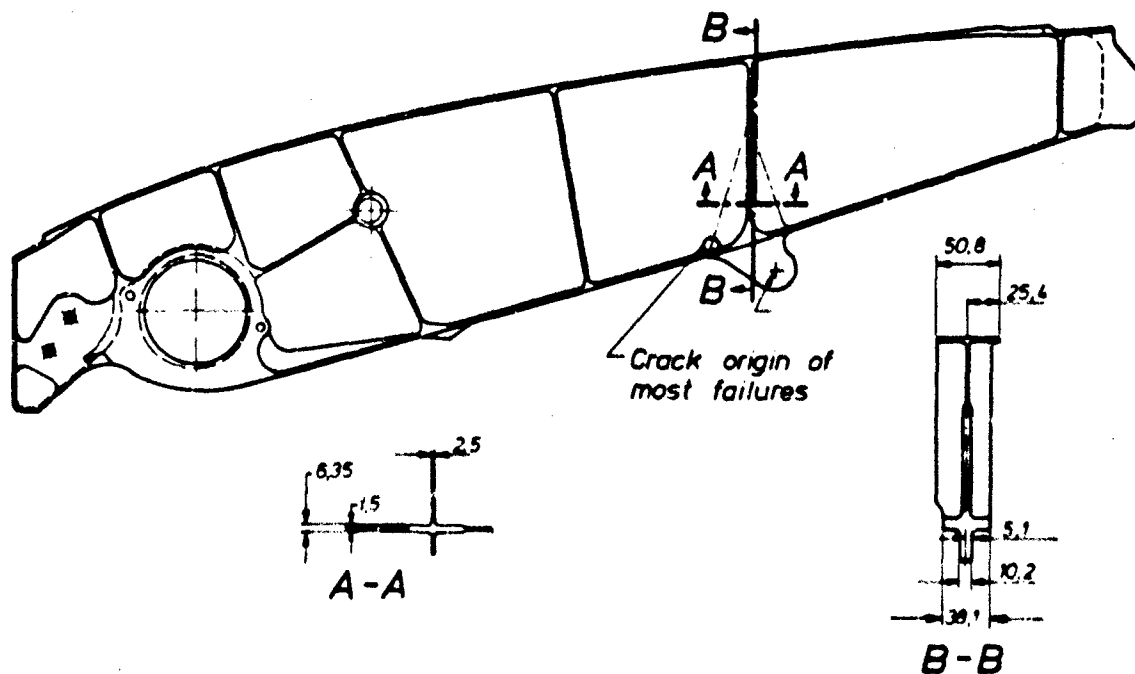 B
A A
B
Crack origin of
most failures
50,8
25,4
2,5
6,35
1,5
A-A
5,1
10,2
38,1
B-B